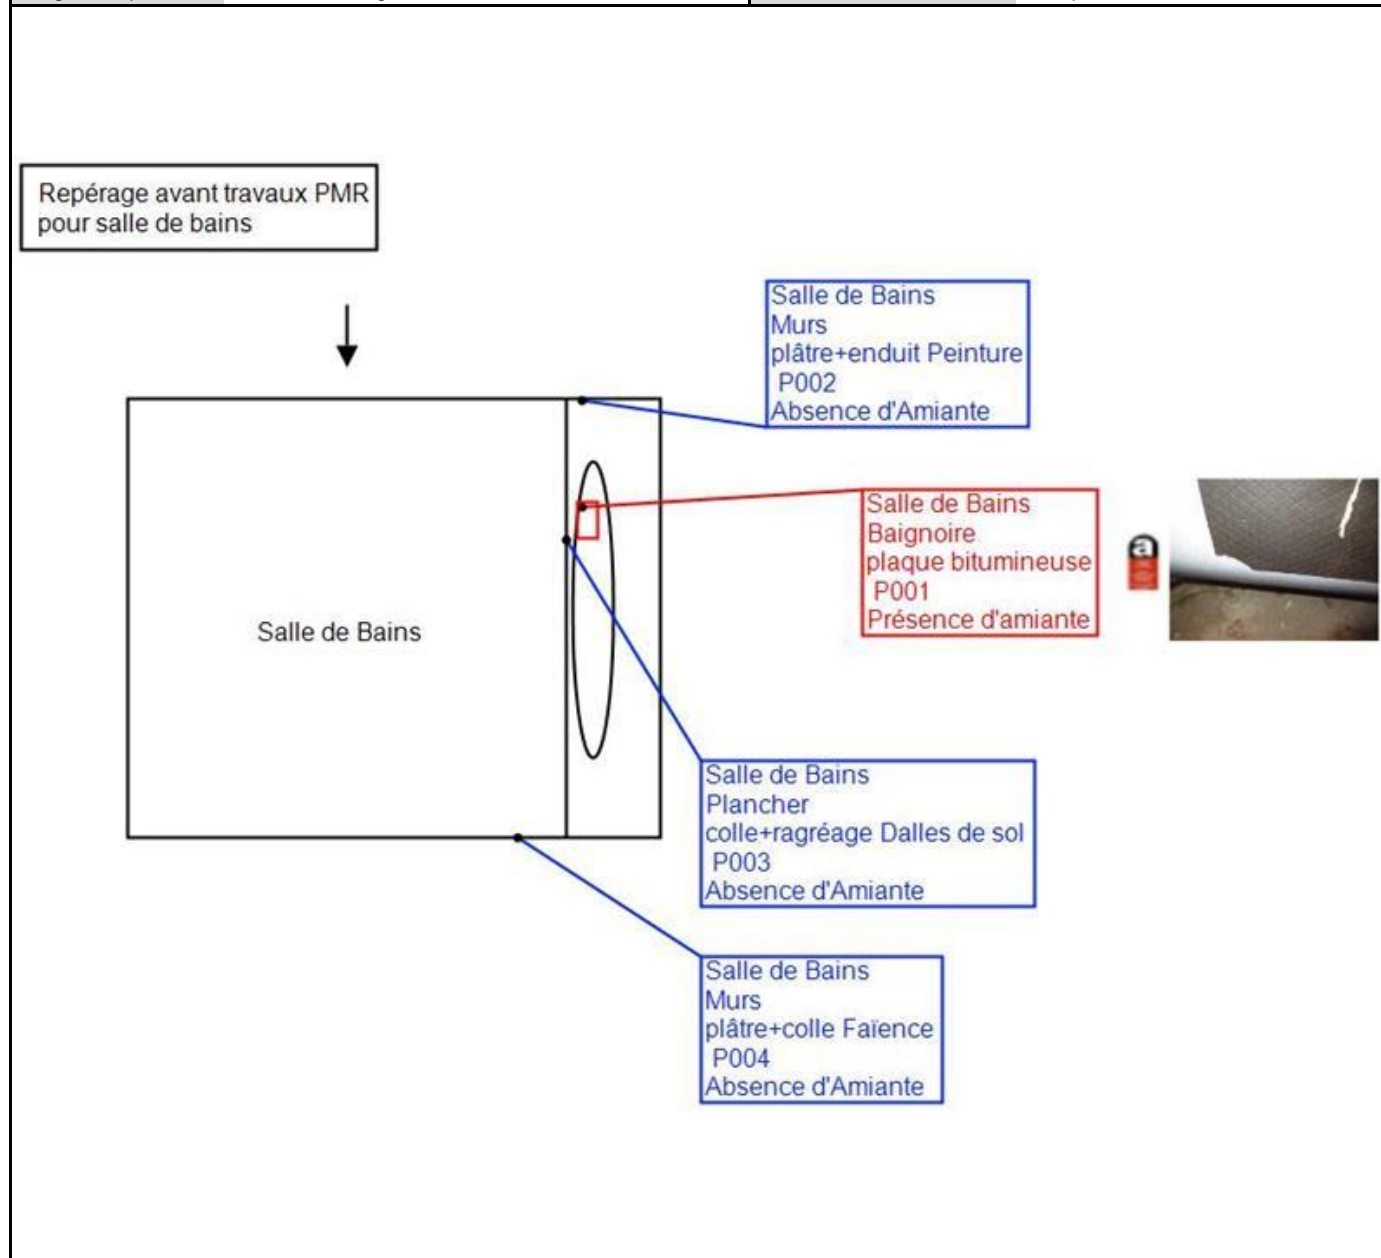 Repérage avant travaux PMR
pour salle de bains
Salle de Bains
Murs
plâtre+enduit Peinture
P002
Absence d'Amiante
Salle de Bains
Baignoire
plaque bitumineuse
P001
Présence d'amiante
a
Salle de Bains
Salle de Bains
Plancher
colle+ragréage Dalles de sol
P003
Absence d'Amiante
Salle de Bains
Murs
plâtre+colle Faïence
P004
Absence d'Amiante